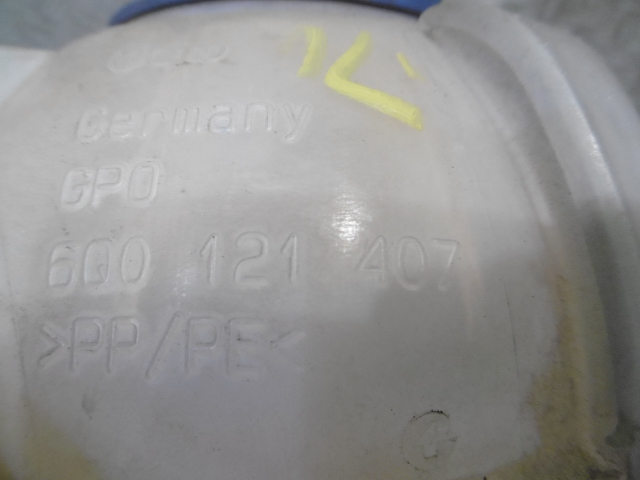 Germany
GPO
6Q0 121 407
>PP/PE<